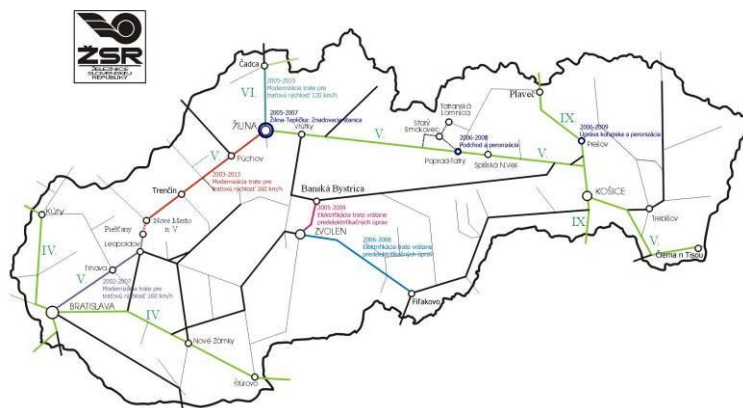 ŽSR
ŽELEZNICE
SLOVENSKEJ
REPUBLIKY
Čadca
VI.
2005-2010
Modernizácia trate pre
traťovú rýchlosť 120 km/h
Plaveč
2005-2007
Žilina-Teplička: Zriaďovacia stanica
ŽILINA
Vrútky
V.
Starý
Smokovec
Tatranská
Lomnica
IX.
2006-2008
Podchod a peronizácia
2006-2009
Úprava koľajiska a peronizácia
Prešov
Poprad-Tatry
Spišská N.Ves
V.
V.
Púchov
2003-2013
Modernizácia trate pre
traťovú rýchlosť 160 km/h
Trenčín
Banská Bystrica
KOŠICE
2005-2009
Elektrifikácia trate vrátane
predelektrifikačných úprav
Kúty
Nové Mesto
n. V
Piešťany
Leopoldov
ZVOLEN
IX.
Trebišov
IV.
2006-2008
Elektrifikácia trate vrátane
predelektrifikačných úprav
V.
Čierna n Tisou
Trnava
V.
2002-2007
Modernizácia trate pre
traťovú rýchlosť 160 km/h
Fiľakovo
BRATISLAVA
IV.
Nové Zámky
Štúrovo